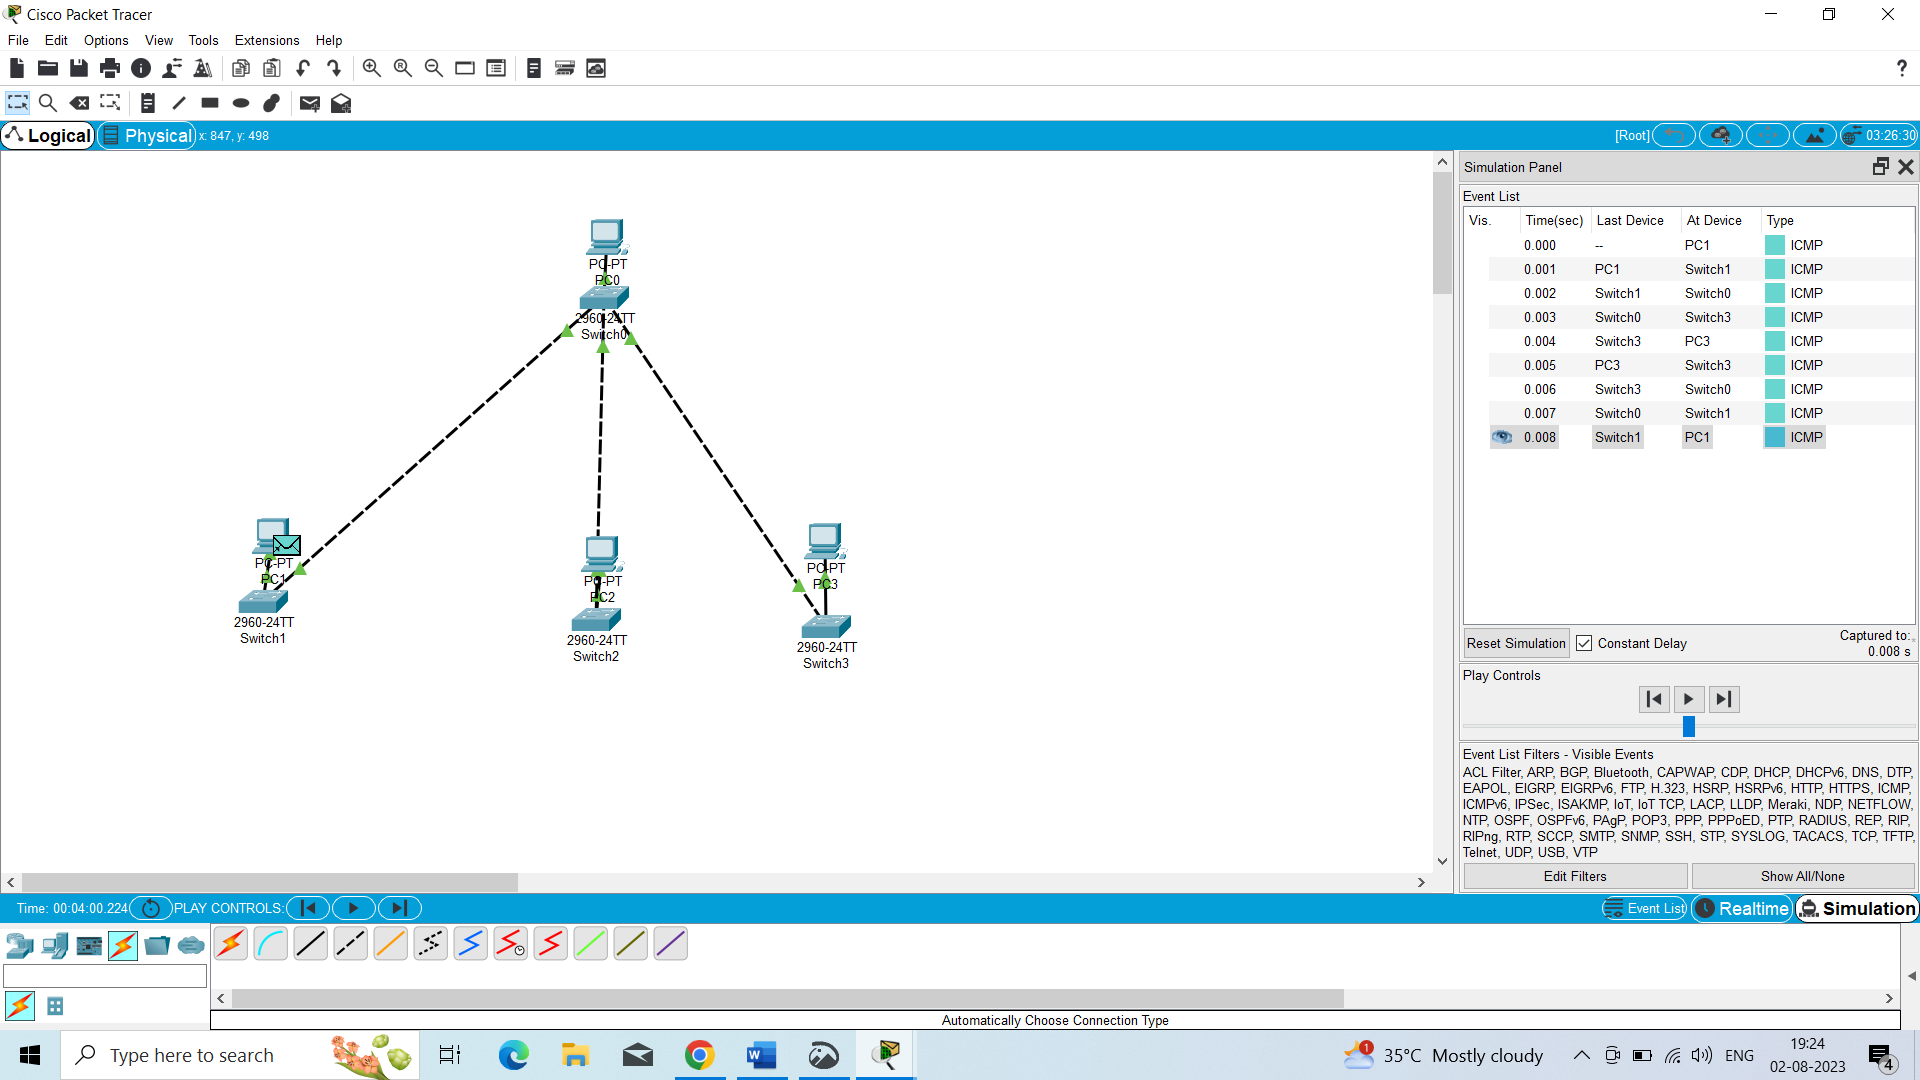 Cisco Packet Tracer
File Edit Options View Tools Extensions Help
?
Logical Physical x: 847, y: 498 [Root] 03:26:30
Simulation Panel
Event List
Vis. Time(sec) Last Device At Device Type
0.000 -- PC1 ICMP
0.001 PC1 Switch1 ICMP
0.002 Switch1 Switch0 ICMP
0.003 Switch0 Switch3 ICMP
0.004 Switch3 PC3 ICMP
0.005 PC3 Switch3 ICMP
0.006 Switch3 Switch0 ICMP
0.007 Switch0 Switch1 ICMP
0.008 Switch1 PC1 ICMP
PC-PT
PC0
2960-24TT
Switch0
PC-PT
PC1
2960-24TT
Switch1
PC-PT
PC2
2960-24TT
Switch2
PC-PT
PC3
2960-24TT
Switch3
Reset Simulation Constant Delay Captured to:
0.008 s
Play Controls
Event List Filters - Visible Events
ACL Filter, ARP, BGP, Bluetooth, CAPWAP, CDP, DHCP, DHCPv6, DNS, DTP,
EAPOL, EIGRP, EIGRPv6, FTP, H.323, HSRP, HSRPv6, HTTP, HTTPS, ICMP,
ICMPv6, IPSec, ISAKMP, IoT, IoT TCP, LACP, LLDP, Meraki, NDP, NETFLOW,
NTP, OSPF, OSPFv6, PAgP, POP3, PPP, PPPoED, PTP, RADIUS, REP, RIP,
RIPng, RTP, SCCP, SMTP, SNMP, SSH, STP, SYSLOG, TACACS, TCP, TFTP,
Telnet, UDP, USB, VTP
Edit Filters Show All/None
Time: 00:04:00.224 PLAY CONTROLS: Event List Realtime Simulation
Automatically Choose Connection Type
Type here to search
1 35°C Mostly cloudy ENG
19:24
02-08-2023
4